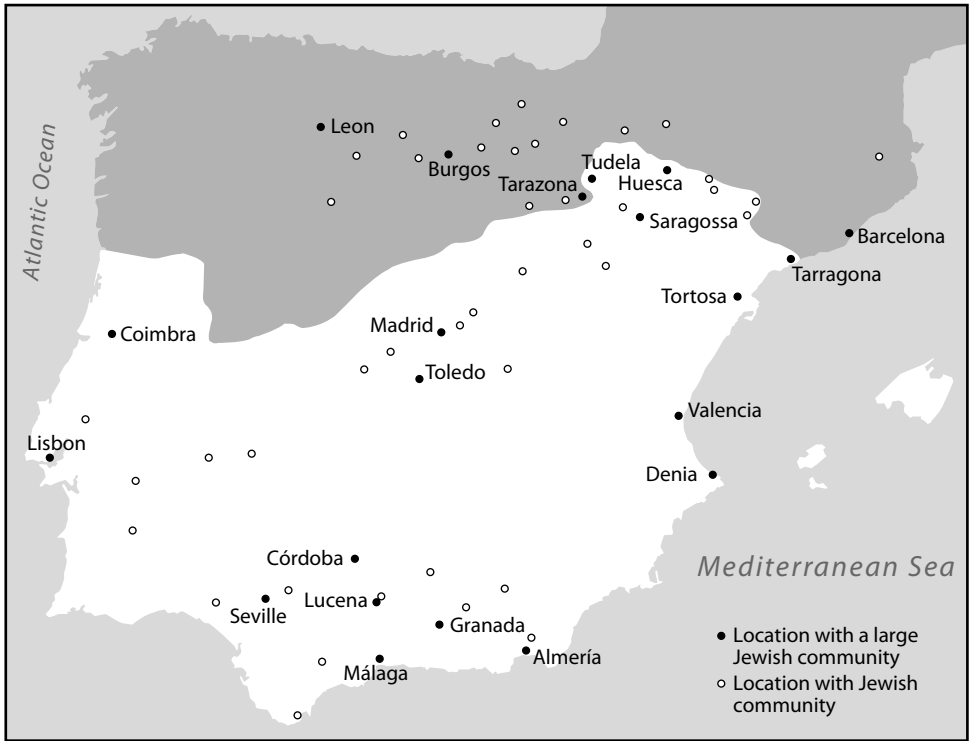 Atlantic Ocean
Leon
Burgos
Tudela
Tarazona
Huesca
Saragossa
Barcelona
Tarragona
Tortosa
Coimbra
Madrid
Toledo
Valencia
Lisbon
Denia
Córdoba
Mediterranean Sea
Seville
Lucena
Granada
Almería
Málaga
Location with a large
Jewish community
Location with Jewish
community